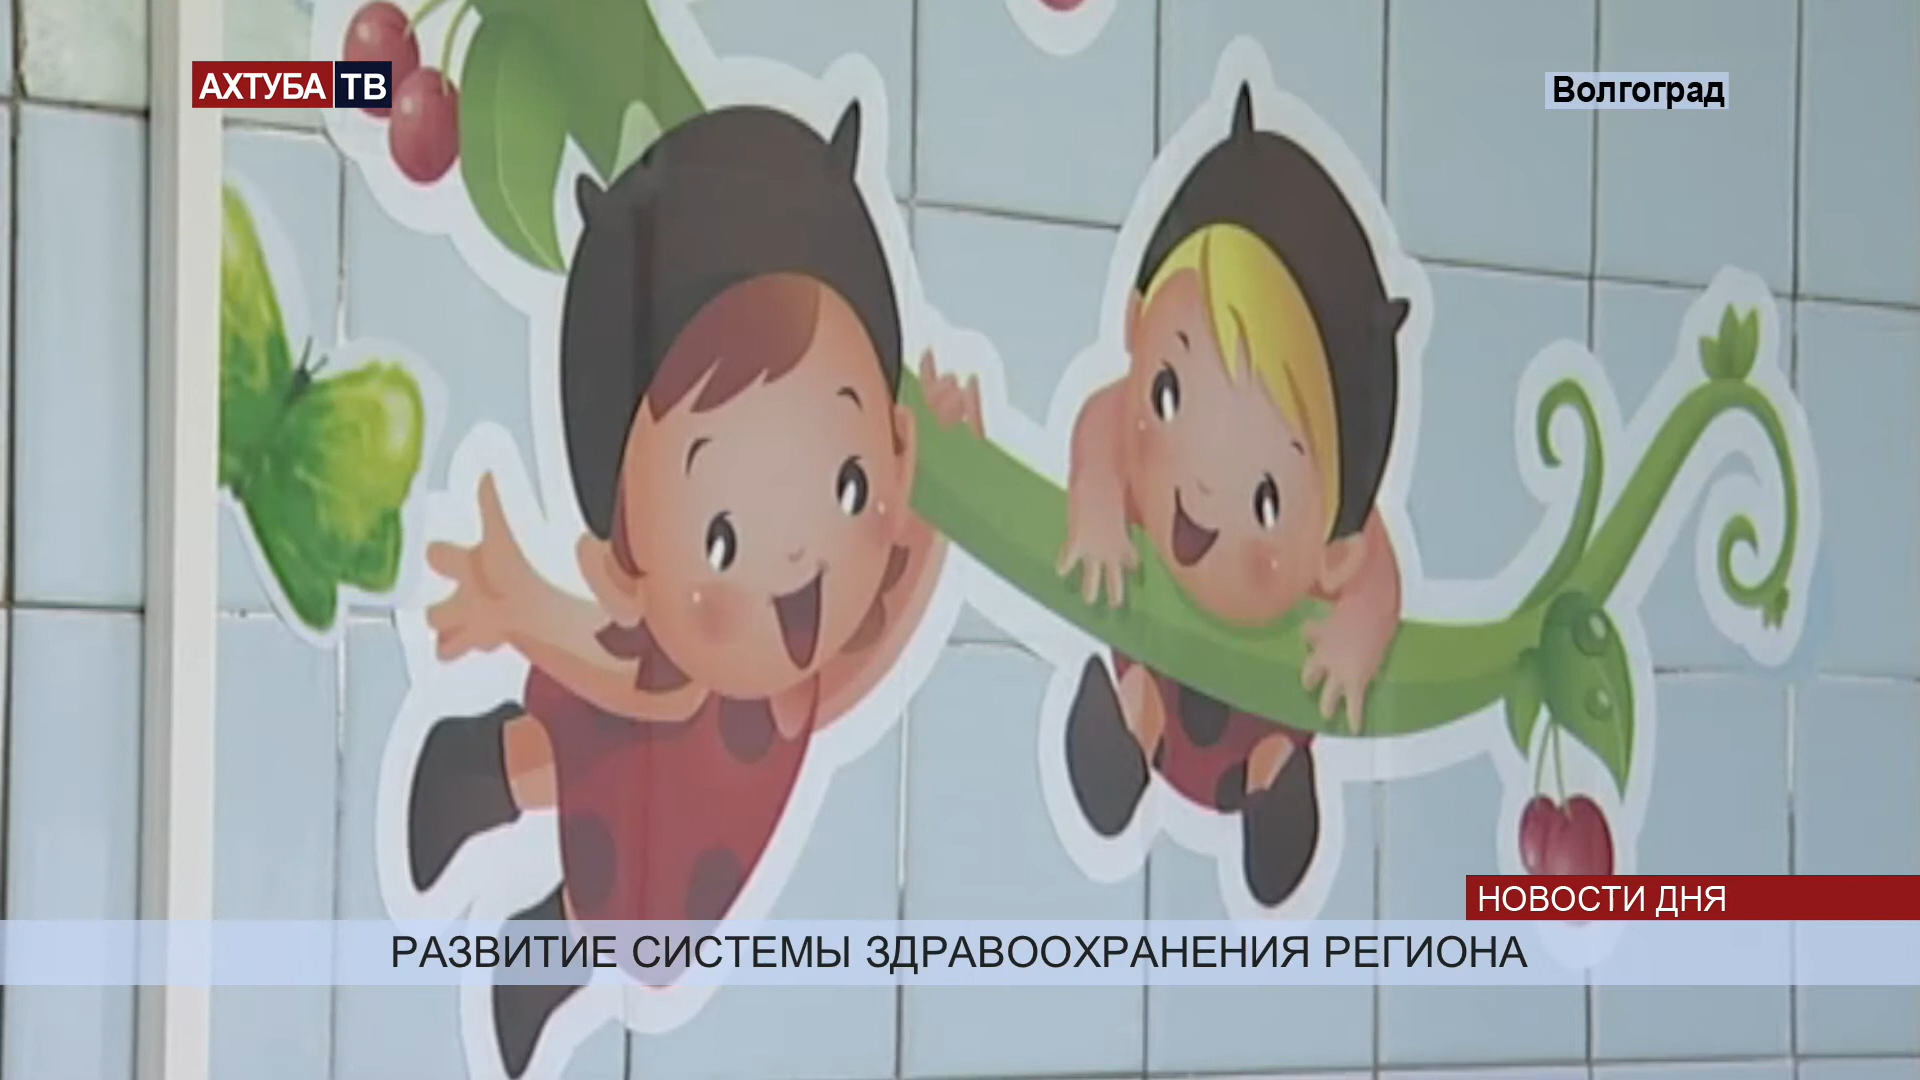 АХТУБА ТВ
Волгоград
НОВОСТИ ДНЯ
РАЗВИТИЕ СИСТЕМЫ ЗДРАВООХРАНЕНИЯ РЕГИОНА